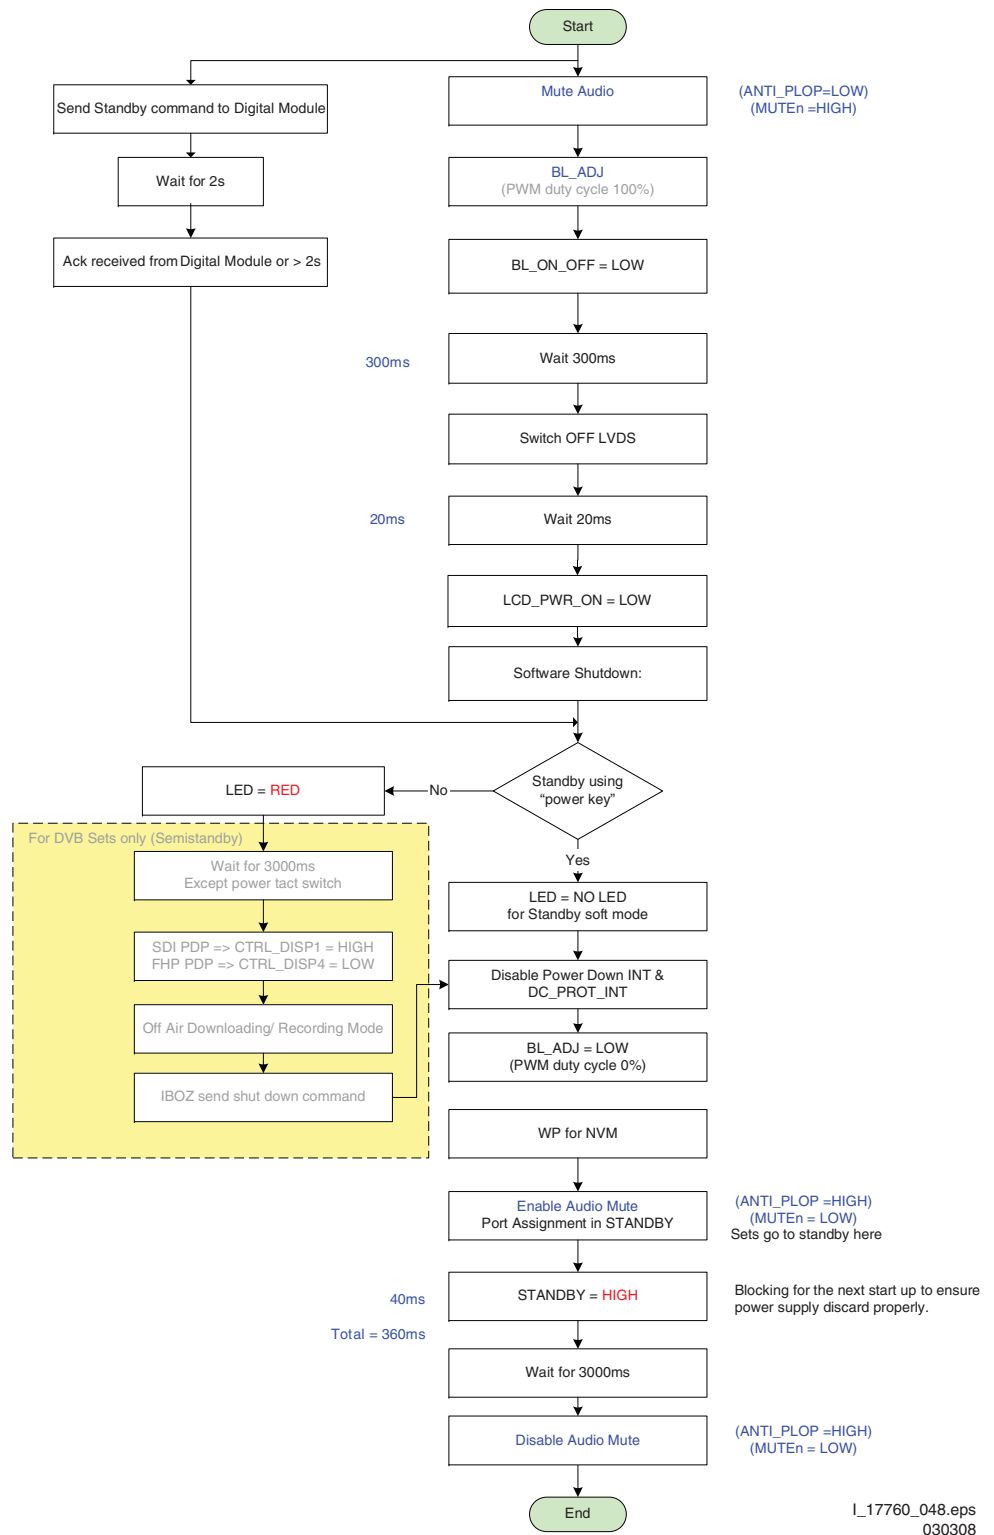 Start
Send Standby command to Digital Module
Wait for 2s
Ack received from Digital Module or > 2s
Mute Audio
(ANTI_PLOP=LOW)
(MUTEn =HIGH)
BL_ADJ
(PWM duty cycle 100%)
BL_ON_OFF = LOW
300ms
Wait 300ms
Switch OFF LVDS
20ms
Wait 20ms
LCD_PWR_ON = LOW
Software Shutdown:
Standby using
“power key”
No
LED = RED
For DVB Sets only (Semistandby)
Wait for 3000ms
Except power tact switch
SDI PDP => CTRL_DISP1 = HIGH
FHP PDP => CTRL_DISP4 = LOW
Off Air Downloading/ Recording Mode
IBOZ send shut down command
Yes
LED = NO LED
for Standby soft mode
Disable Power Down INT &
DC_PROT_INT
BL_ADJ = LOW
(PWM duty cycle 0%)
WP for NVM
Enable Audio Mute
Port Assignment in STANDBY
(ANTI_PLOP =HIGH)
(MUTEn = LOW)
Sets go to standby here
40ms
STANDBY = HIGH
Blocking for the next start up to ensure
power supply discard properly.
Total = 360ms
Wait for 3000ms
Disable Audio Mute
(ANTI_PLOP =HIGH)
(MUTEn = LOW)
End
I_17760_048.eps
030308